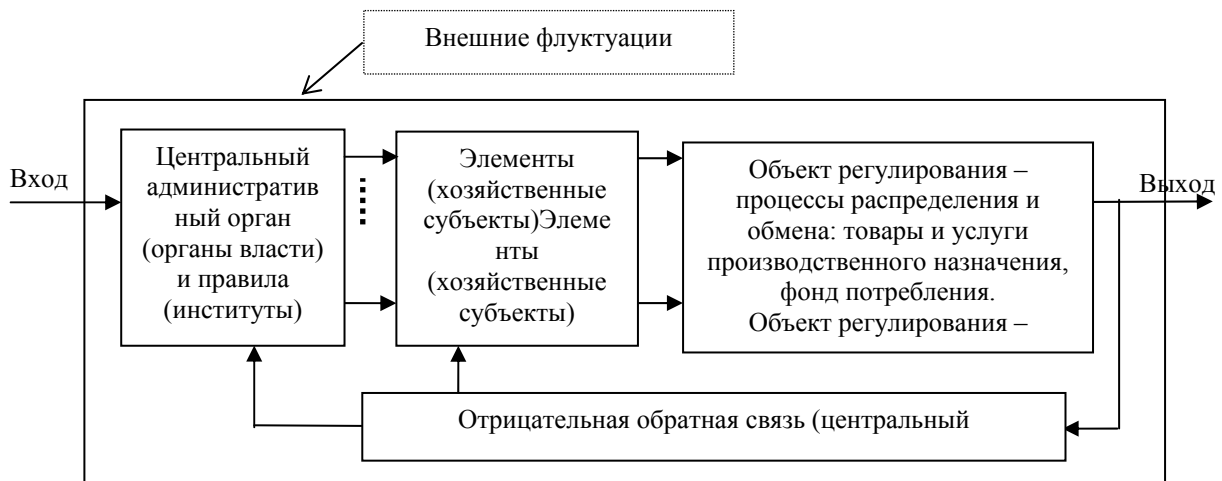 Внешние флуктуации
Вход
Центральный
административ
ный орган
(органы власти)
и правила
(институты)
Элементы
(хозяйственные
субъекты)Элеме
нты
(хозяйственные
субъекты)
Объект регулирования –
процессы распределения и
обмена: товары и услуги
производственного назначения,
фонд потребления.
Объект регулирования –
Выход
Отрицательная обратная связь (центральный